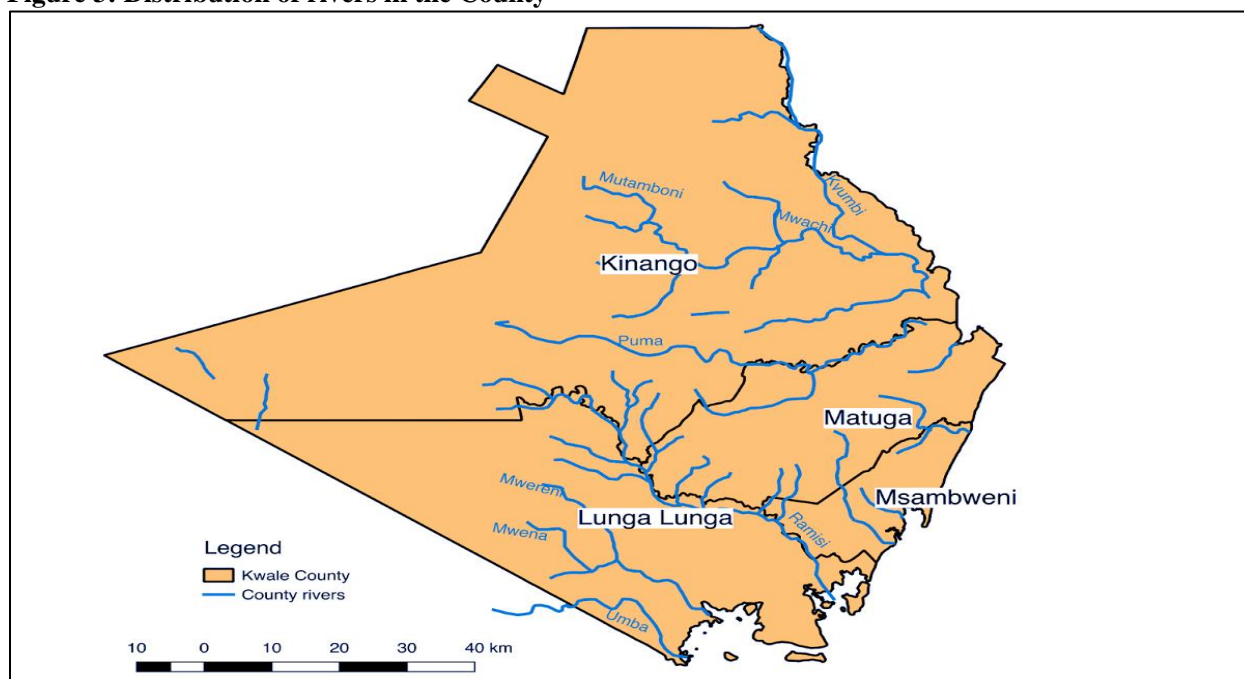 Figure 3: Distribution of rivers in the County
Mutamboni
Kvumbi
Mwachi
Kinango
Puma
Matuga
Mwereni
Msambweni
Lunga Lunga
Ramisi
Mwena
Legend
Kwale County
County rivers
Umba
10 0 10 20 30 40 km